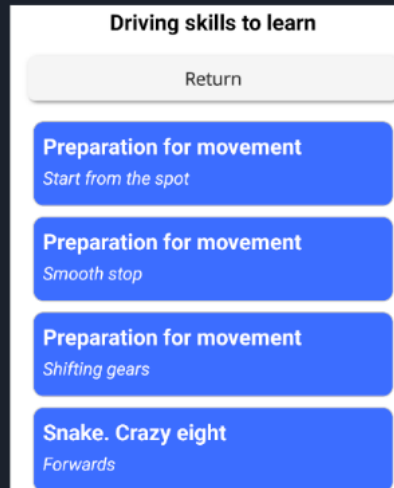 Driving skills to learn
Return
Preparation for movement
Start from the spot
Preparation for movement
Smooth stop
Preparation for movement
Shifting gears
Snake. Crazy eight
Forwards